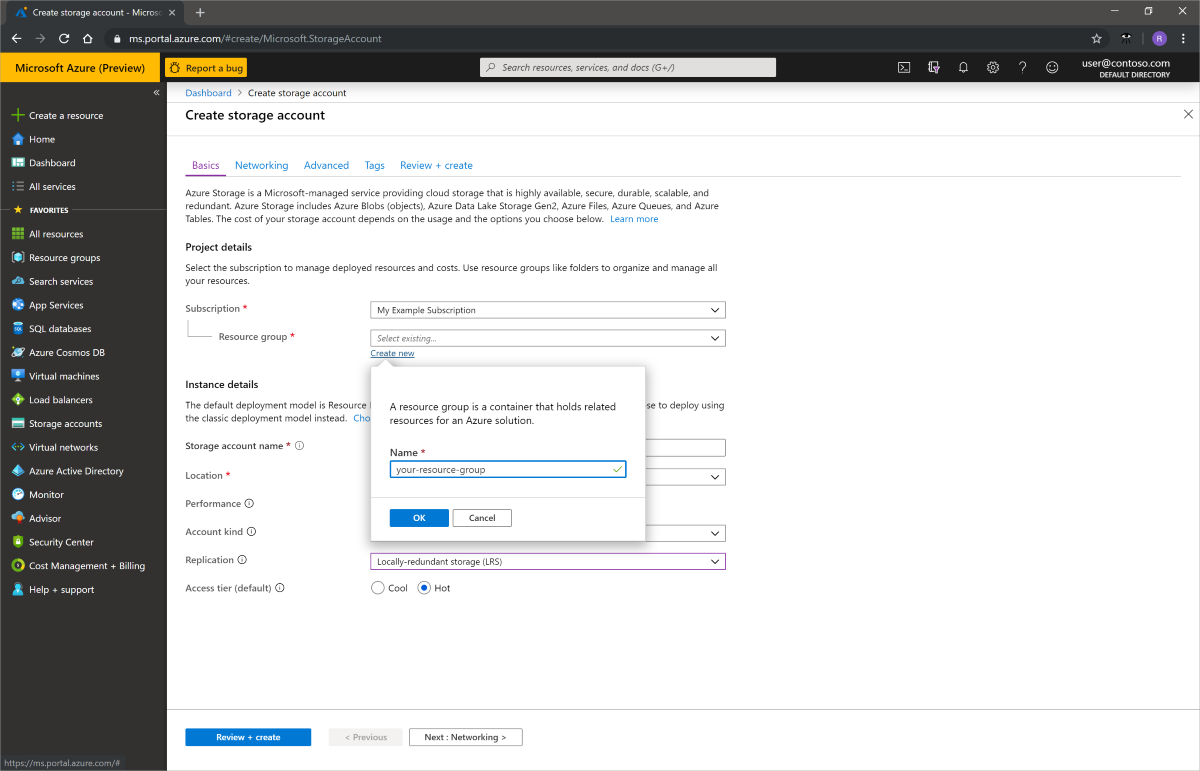 Create storage account - Micros
ms.portal.azure.com/#create/Microsoft.StorageAccount
R
Microsoft Azure (Preview)
Report a bug
Search resources, services, and docs (G+/)
user@contoso.com
DEFAULT DIRECTORY
«
Create a resource
Home
Dashboard
All services
FAVORITES
All resources
Resource groups
Search services
App Services
SQL databases
Azure Cosmos DB
Virtual machines
Load balancers
Storage accounts
Virtual networks
Azure Active Directory
Monitor
Advisor
Security Center
Cost Management + Billing
Help + support
https://ms.portal.azure.com/#
Dashboard > Create storage account
Create storage account
Basics Networking Advanced Tags Review + create
Azure Storage is a Microsoft-managed service providing cloud storage that is highly available, secure, durable, scalable, and
redundant. Azure Storage includes Azure Blobs (objects), Azure Data Lake Storage Gen2, Azure Files, Azure Queues, and Azure
Tables. The cost of your storage account depends on the usage and the options you choose below. Learn more
Project details
Select the subscription to manage deployed resources and costs. Use resource groups like folders to organize and manage all
your resources.
Subscription *
My Example Subscription
Resource group *
Select existing...
Create new
A resource group is a container that holds related
resources for an Azure solution.
Name *
your-resource-group
OK Cancel
Instance details
The default deployment model is Resource
se to deploy using
the classic deployment model instead. Cho
Storage account name *
Location *
Performance
Account kind
Replication
Locally-redundant storage (LRS)
Access tier (default)
Cool Hot
Review + create
< Previous
Next : Networking >